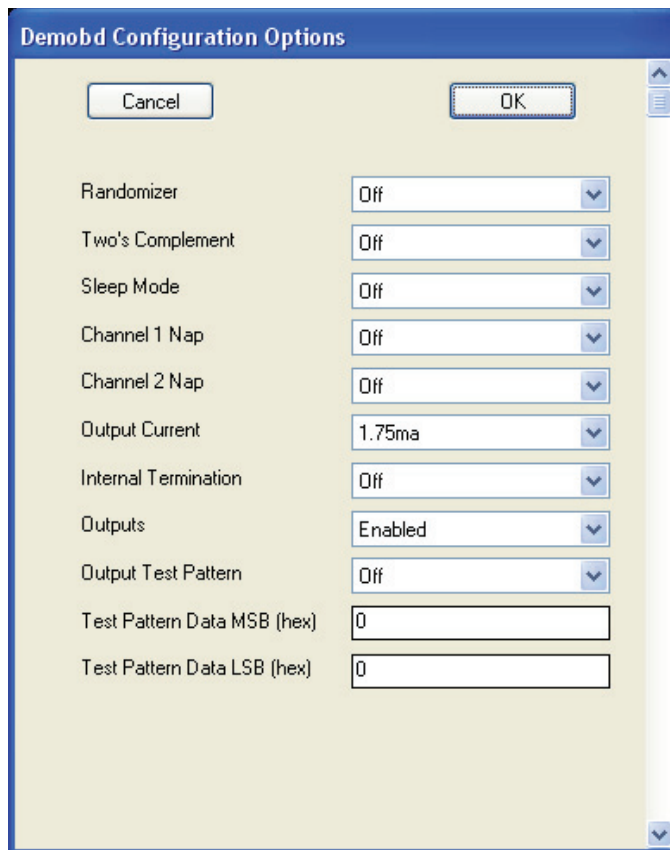 Demobd Configuration Options
Cancel OK
Randomizer Off
Two's Complement Off
Sleep Mode Off
Channel 1 Nap Off
Channel 2 Nap Off
Output Current 1.75ma
Internal Termination Off
Outputs Enabled
Output Test Pattern Off
Test Pattern Data MSB (hex) 0
Test Pattern Data LSB (hex) 0